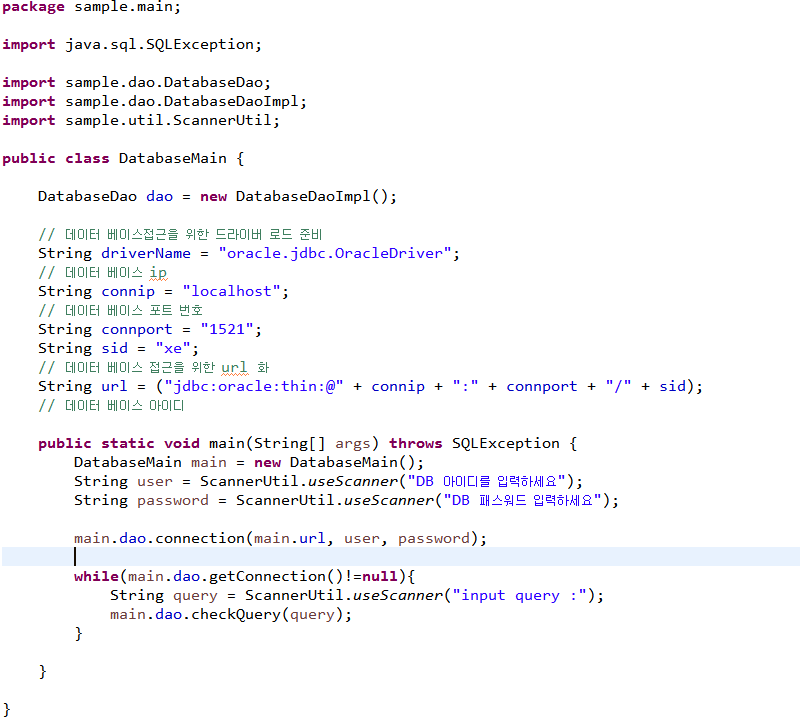 package sample.main;
import java.sql.SQLException;
import sample.dao.DatabaseDao;
import sample.dao.DatabaseDaoImpl;
import sample.util.ScannerUtil;
public class DatabaseMain {
DatabaseDao dao = new DatabaseDaoImpl();
// 데이터 베이스접근을 위한 드라이버 로드 준비
String driverName = "oracle.jdbc.OracleDriver";
// 데이터 베이스 ip
String connip = "localhost";
// 데이터 베이스 포트 번호
String connport = "1521";
String sid = "xe";
// 데이터 베이스 접근을 위한 url 화
String url = ("jdbc:oracle:thin:@" + connip + ":" + connport + "/" + sid);
// 데이터 베이스 아이디
public static void main(String[] args) throws SQLException {
DatabaseMain main = new DatabaseMain();
String user = ScannerUtil.useScanner("DB 아이디를 입력하세요");
String password = ScannerUtil.useScanner("DB 패스워드 입력하세요");
main.dao.connection(main.url, user, password);
while(main.dao.getConnection()!=null){
String query = ScannerUtil.useScanner("input query :");
main.dao.checkQuery(query);
}
}
}